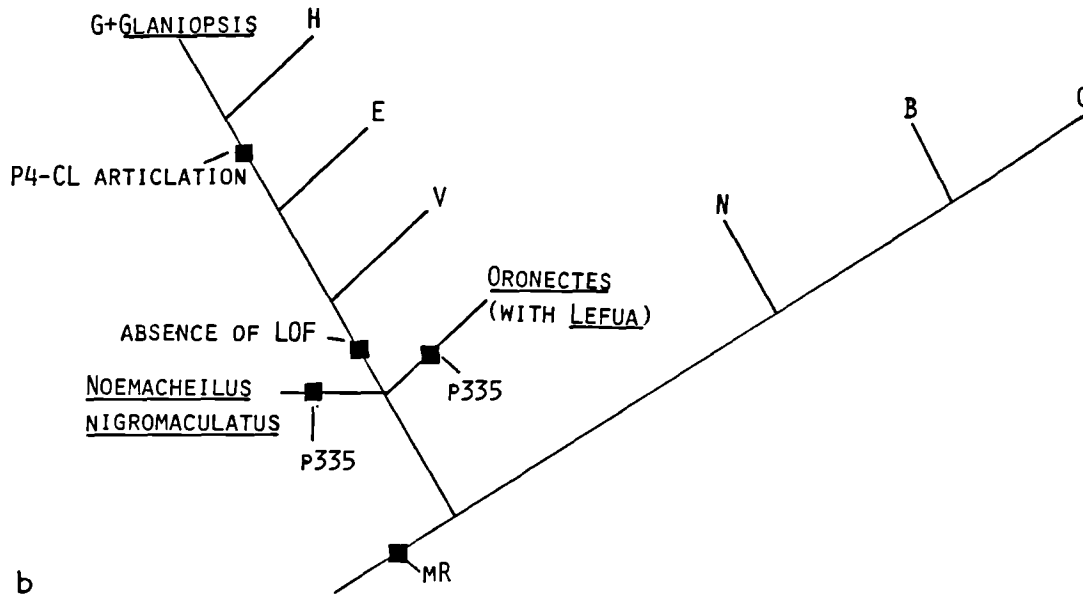 G+GLANIOPSIS
H
E
B
P4-CL ARTICLATION
V
N
ORONECTES
(WITH LEFUA)
ABSENCE OF LOF
P335
NOEMACHEILUS
NIGROMACULATUS
P335
MR
b